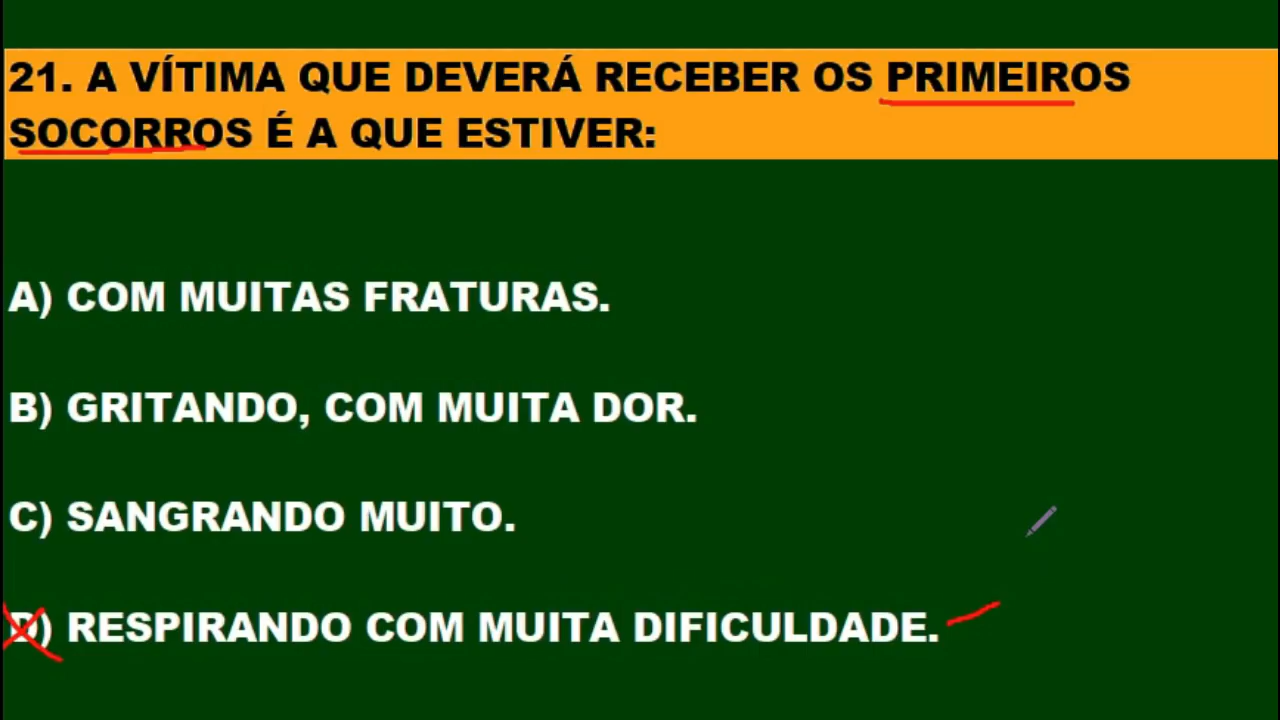 21. A VÍTIMA QUE DEVERÁ RECEBER OS PRIMEIROS
SOCORROS É A QUE ESTIVER:
A) COM MUITAS FRATURAS.
B) GRITANDO, COM MUITA DOR.
C) SANGRANDO MUITO.
D) RESPIRANDO COM MUITA DIFICULDADE.